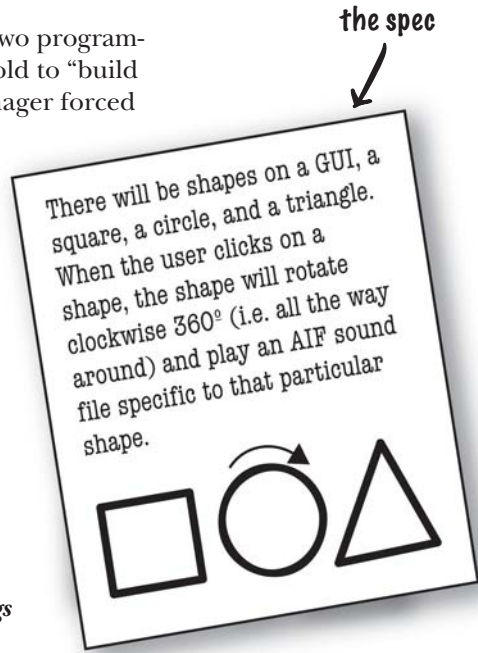 the spec
wo program-
old to “build
nager forced
There will be shapes on a GUI, a
square, a circle, and a triangle.
When the user clicks on a
shape, the shape will rotate
clockwise 360º (i.e. all the way
around) and play an AIF sound
file specific to that particular
shape.
gs